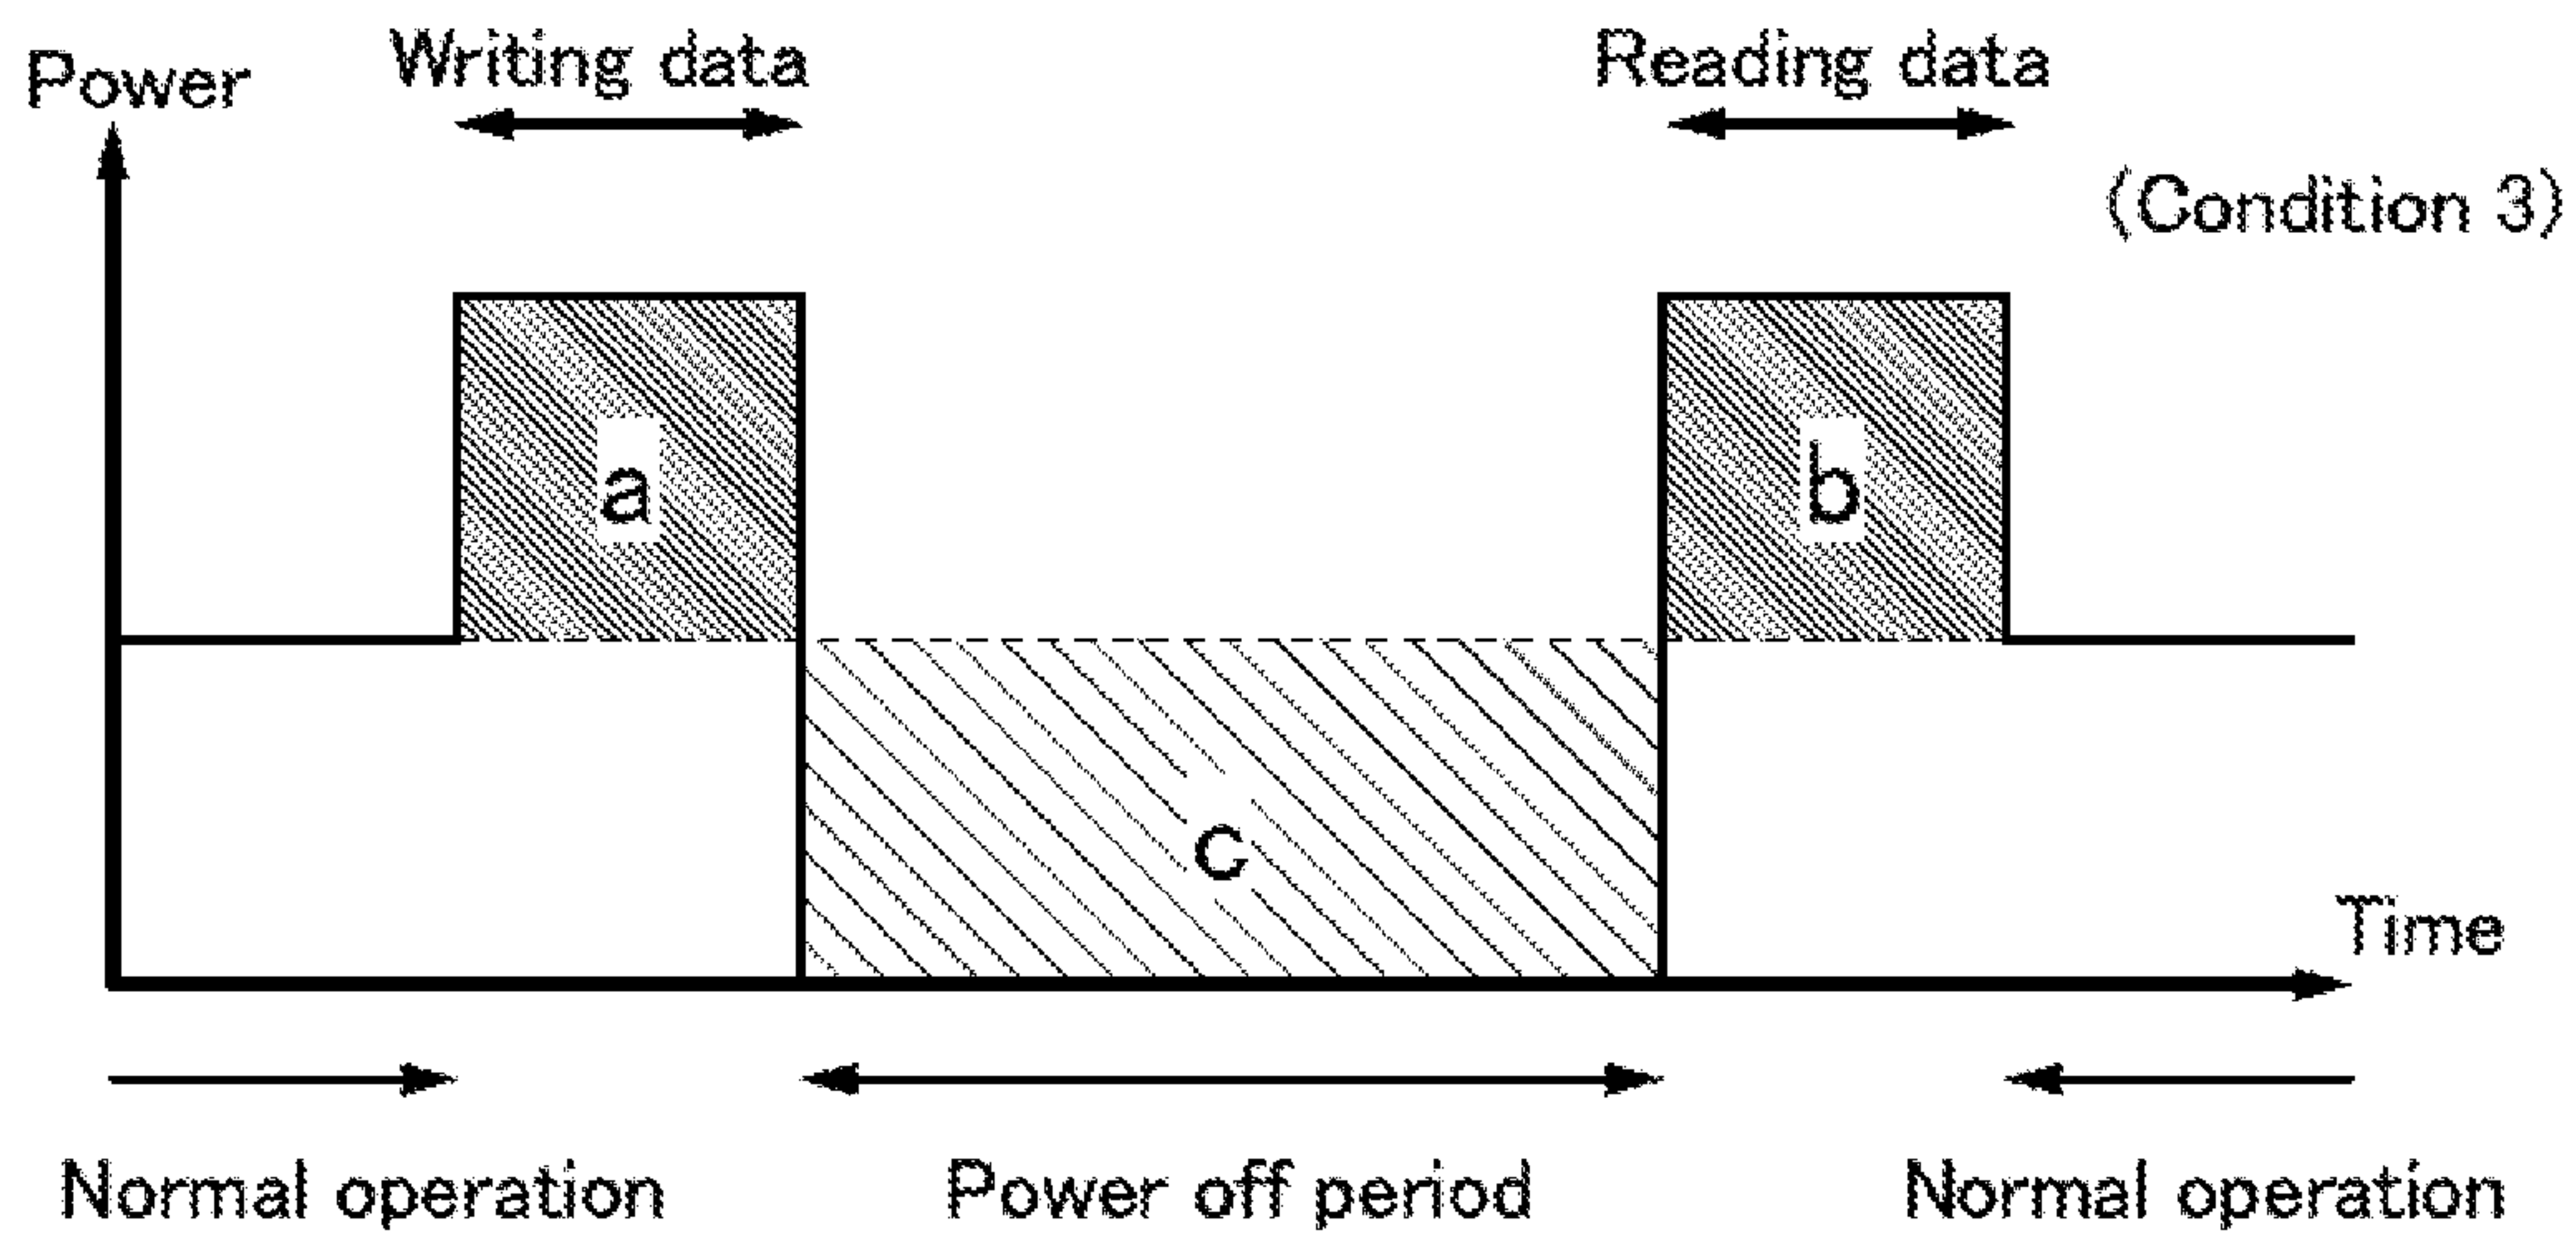 Power
Writing data
Reading data
(Condition 3)
a
b
c
Time
Normal operation
Power off period
Normal operation